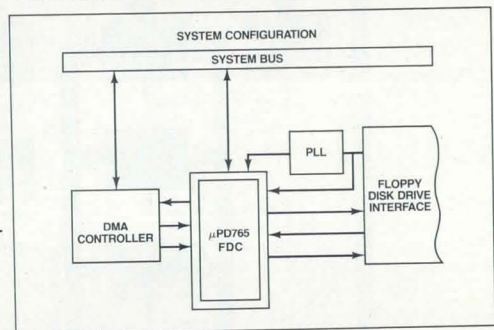 SYSTEM CONFIGURATION
SYSTEM BUS
PLL
FLOPPY
DISK DRIVE
INTERFACE
DMA
CONTROLLER
μPD765
FDC